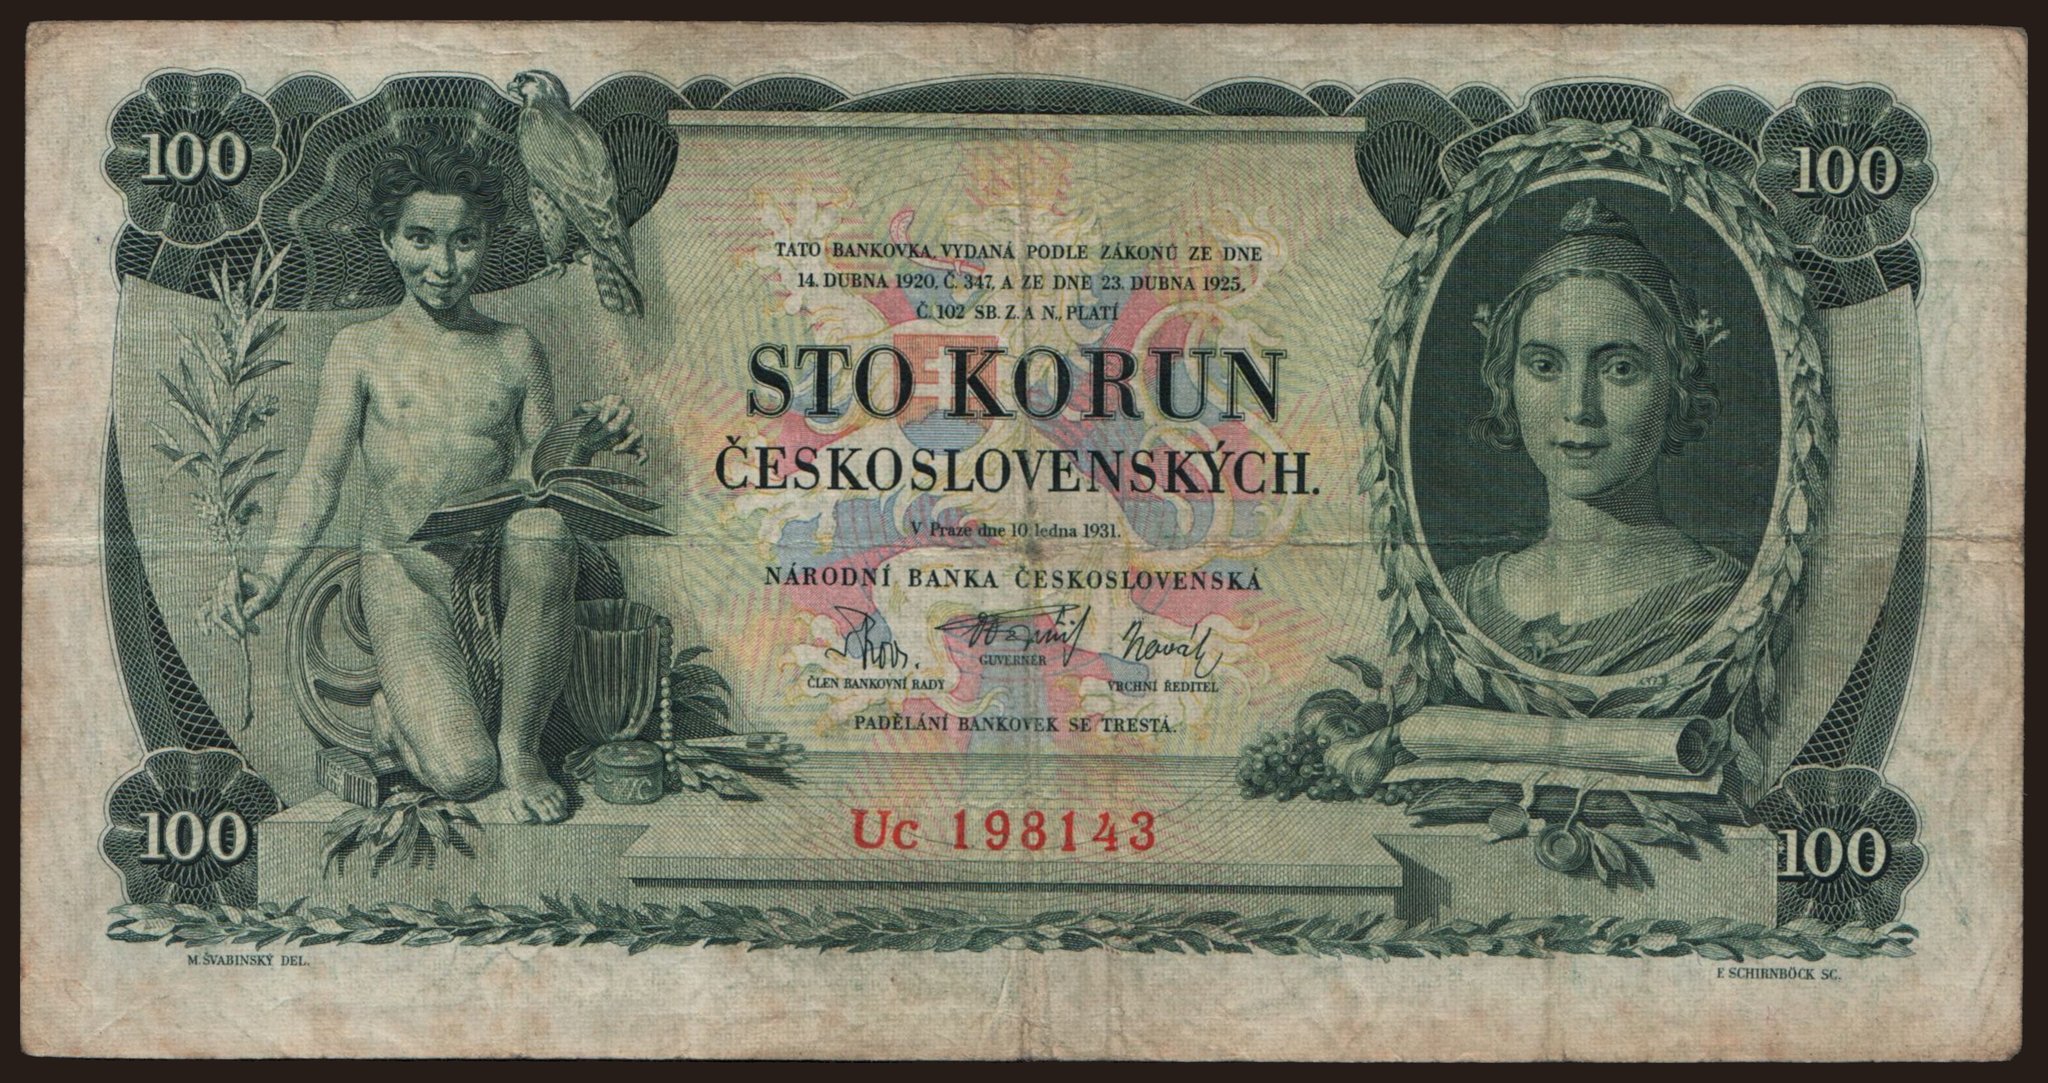 100
100
TATO BANKOVKA, VYDANÁ PODLE ZÁKONŮ ZE DNE
14. DUBNA 1920, Č. 347, A ZE DNE 23. DUBNA 1925,
Č. 102 SB. Z. A N., PLATÍ
STO KORUN
ČESKOSLOVENSKÝCH.
V Praze dne 10. ledna 1931.
NÁRODNÍ BANKA ČESKOSLOVENSKÁ
Novák
GUVERNÉR
ČLEN BANKOVNÍ RADY
VRCHNÍ ŘEDITEL
PADĚLÁNÍ BANKOVEK SE TRESTÁ.
Uc 198143
100
100
M. ŠVABINSKÝ DEL.
F. SCHIRNBÖCK SC.